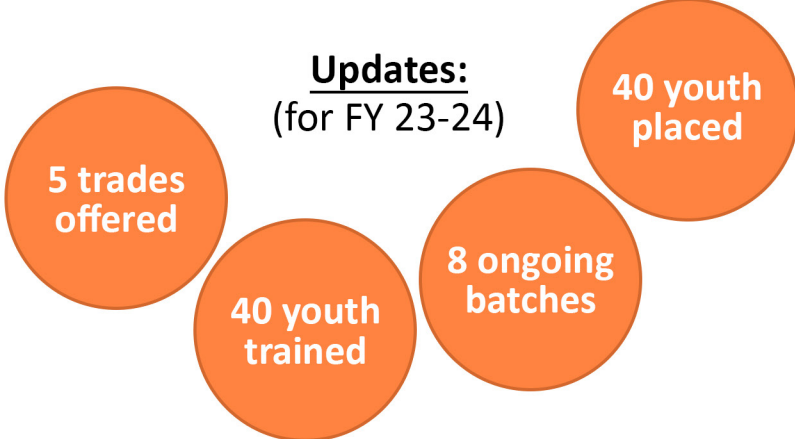 Updates:
(for FY 23-24)
5 trades
offered
40 youth
trained
8 ongoing
batches
40 youth
placed